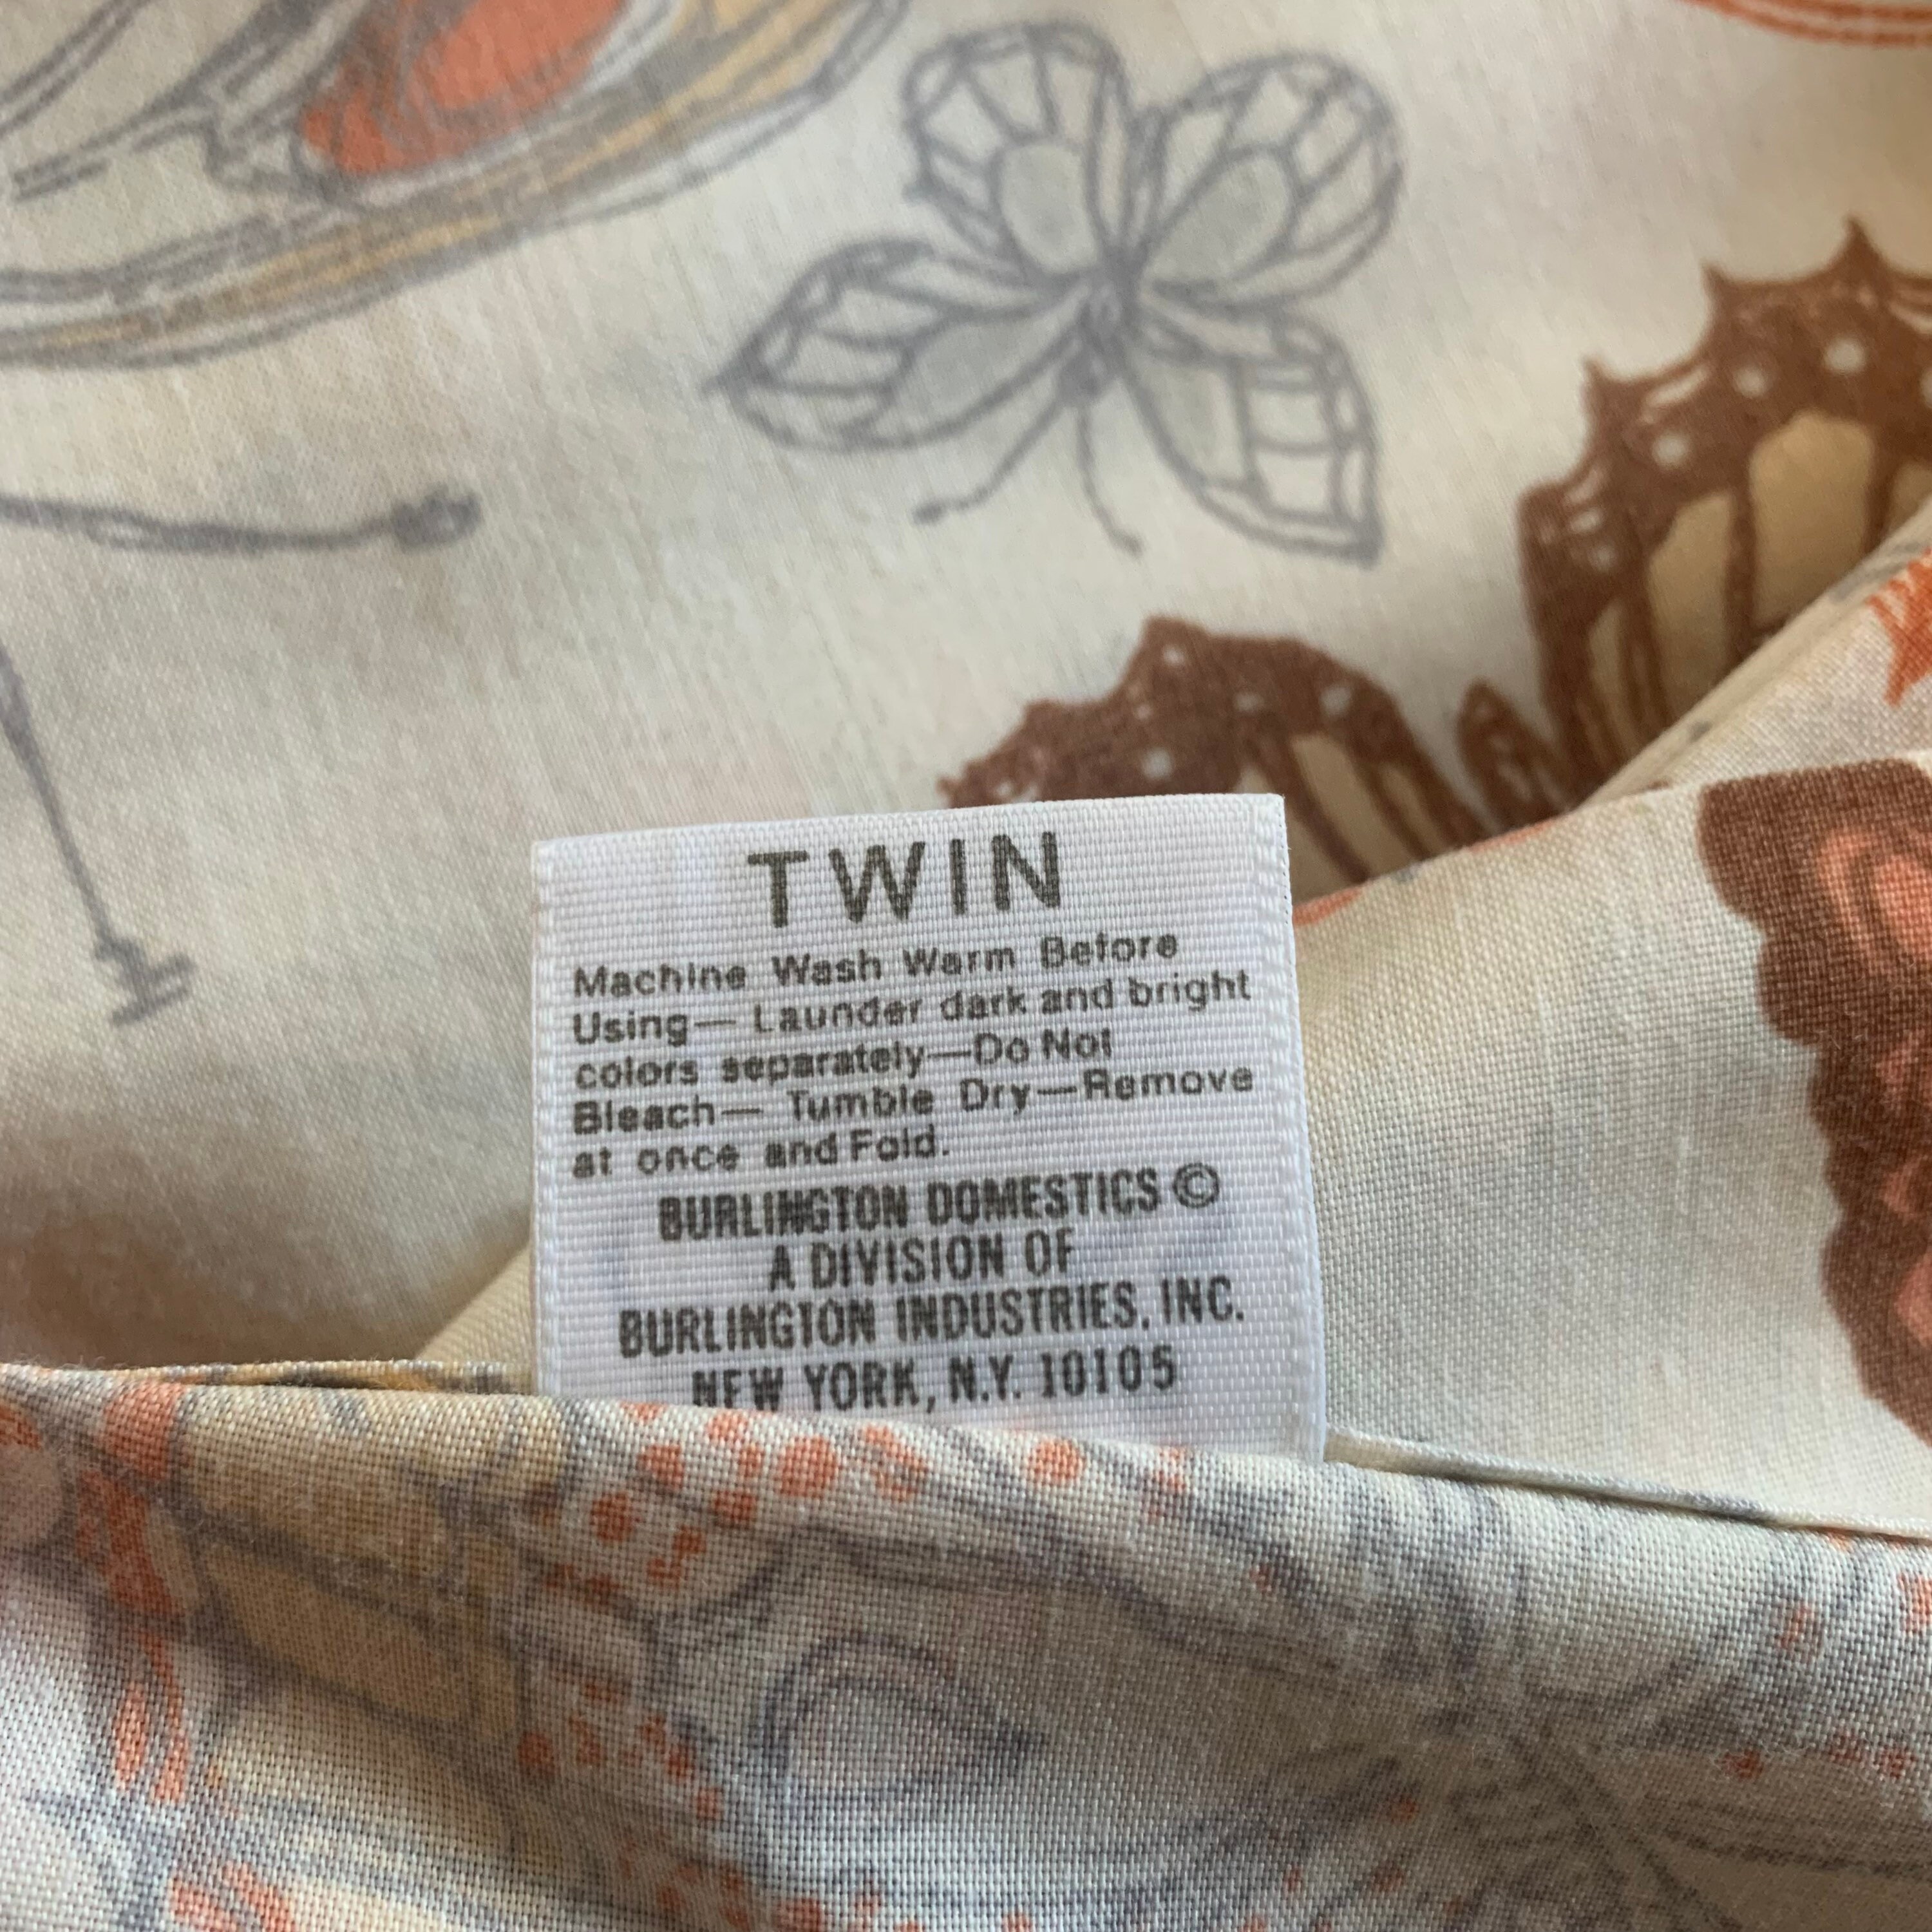 TWIN
Machine Wash Warm Before
Using— Launder dark and bright
colors separately—Do Not
Bleach— Tumble Dry—Remove
at once and Fold.
BURLINGTON DOMESTICS ©
A DIVISION OF
BURLINGTON INDUSTRIES, INC.
NEW YORK, N.Y. 10105